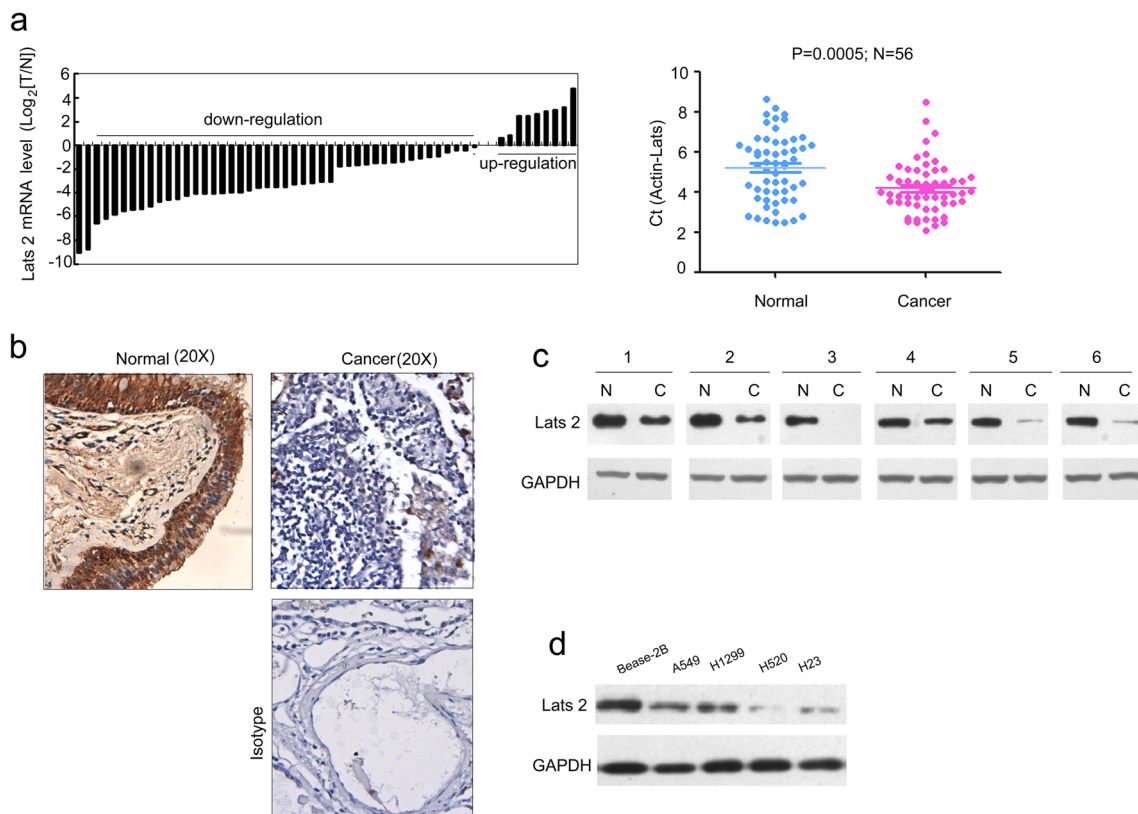 a
Lats 2 mRNA level (Log2[T/N])
6
4
2
0
-2
-4
-6
-8
-10
down-regulation
up-regulation
P=0.0005; N=56
Ct (Actin-Lats)
10
8
6
4
2
0
Normal
Cancer
b
Normal (20X)
Cancer(20X)
Isotype
c
1 2 3 4 5 6
N C N C N C N C N C N C
Lats 2
GAPDH
d
Bease-2B A549 H1299 H520 H23
Lats 2
GAPDH